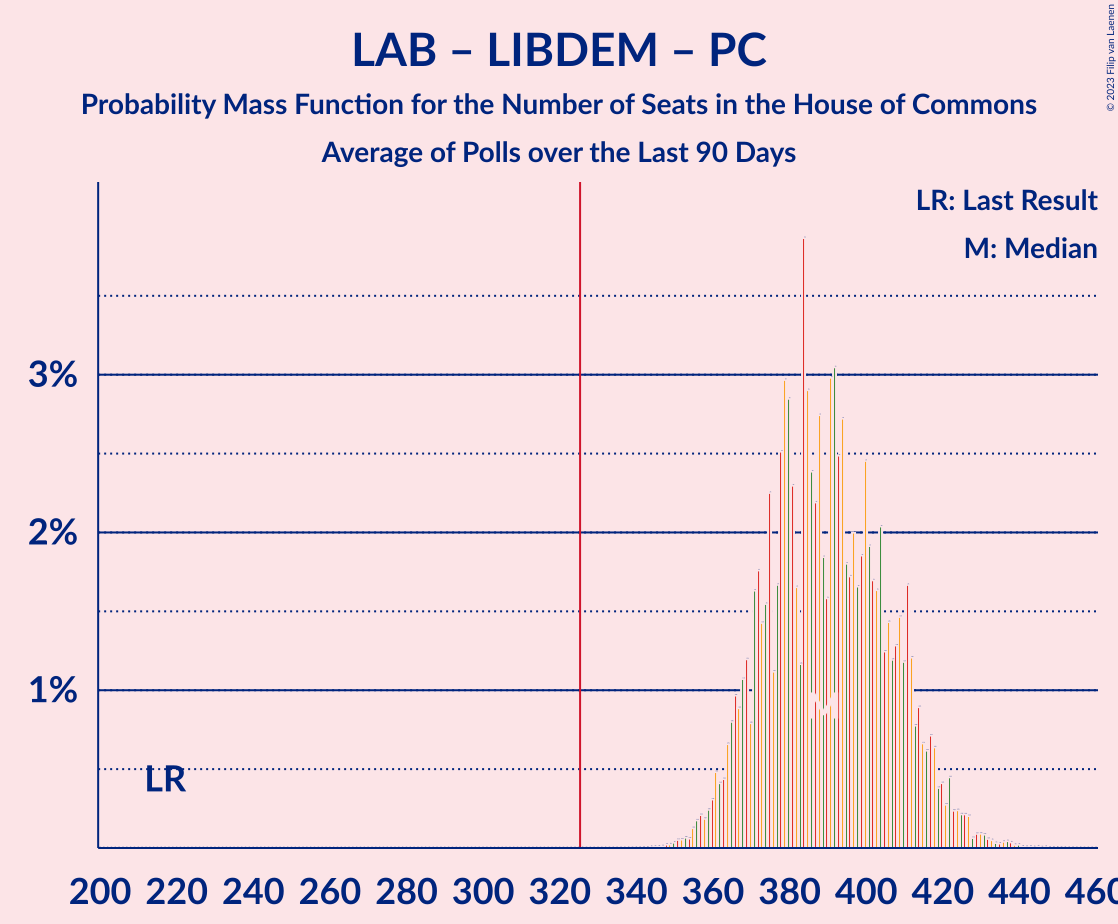 LAB – LIBDEM – PC
Probability Mass Function for the Number of Seats in the House of Commons
Average of Polls over the Last 90 Days
© 2023 Filip van Laenen
LR: Last Result
M: Median
3%
2%
1%
LR
M
200 220 240 260 280 300 320 340 360 380 400 420 440 460